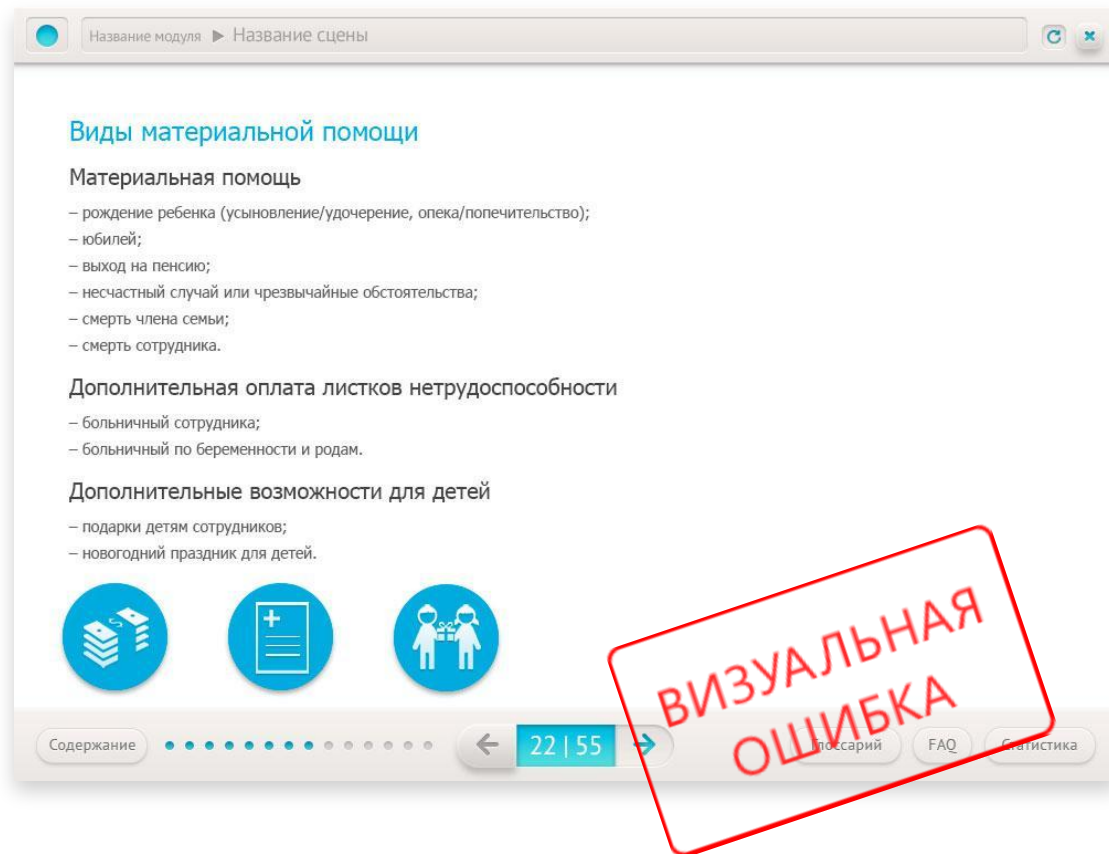 Название модуля ▶ Название сцены
Виды материальной помощи
Материальная помощь
– рождение ребенка (усыновление/удочерение, опека/попечительство);
– юбилей;
– выход на пенсию;
– несчастный случай или чрезвычайные обстоятельства;
– смерть члена семьи;
– смерть сотрудника.
Дополнительная оплата листков нетрудоспособности
– больничный сотрудника;
– больничный по беременности и родам.
Дополнительные возможности для детей
– подарки детям сотрудников;
– новогодний праздник для детей.
ВИЗУАЛЬНАЯ
ОШИБКА
Содержание
22 | 55
Глоссарий
FAQ
Статистика